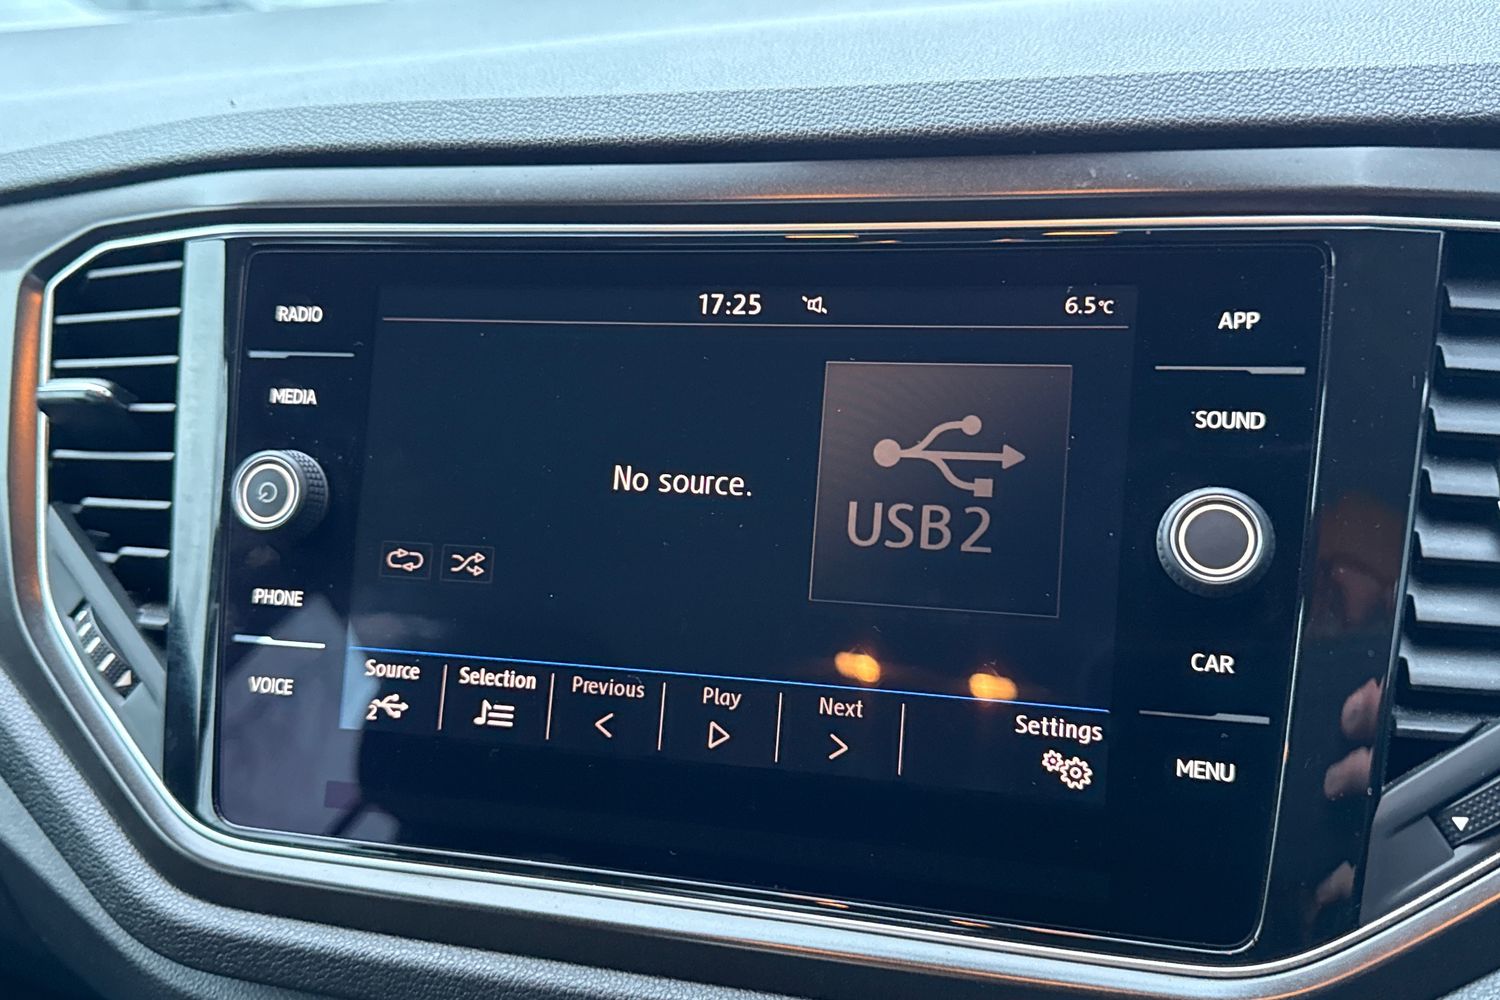 RADIO
MEDIA
PHONE
VOICE
17:25
6.5°C
No source.
USB2
Source
2
Selection
Previous
Play
Next
Settings
APP
SOUND
CAR
MENU